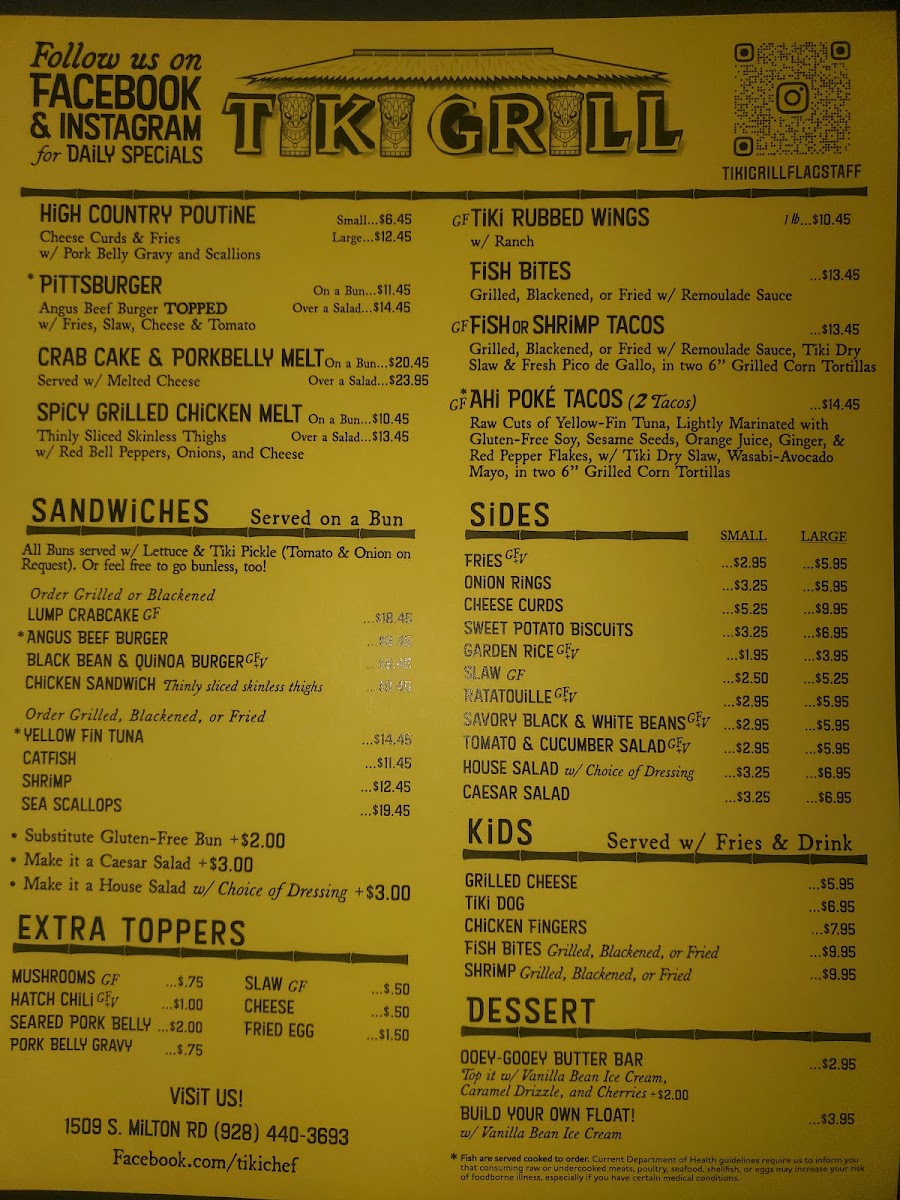 Follow us on
FACEBOOK
& INSTAGRAM
for DAiLY SPECiALS
TIKI GRILL
TIKIGRILLFLAGSTAFF
HiGH COUNTRY POUTiNE Small...$6.45
Cheese Curds & Fries Large...$12.45
w/ Pork Belly Gravy and Scallions
* PiTTSBURGER On a Bun...$11.45
Angus Beef Burger TOPPED Over a Salad...$14.45
w/ Fries, Slaw, Cheese & Tomato
CRAB CAKE & PORKBELLY MELT On a Bun...$20.45
Served w/ Melted Cheese Over a Salad...$23.95
SPiCY GRiLLED CHiCKEN MELT On a Bun...$10.45
Thinly Sliced Skinless Thighs Over a Salad...$13.45
w/ Red Bell Peppers, Onions, and Cheese
GF TiKi RUBBED WiNGS 1 lb...$10.45
w/ Ranch
FiSH BiTES ...$13.45
Grilled, Blackened, or Fried w/ Remoulade Sauce
GF FiSH OR SHRiMP TACOS ...$13.45
Grilled, Blackened, or Fried w/ Remoulade Sauce, Tiki Dry
Slaw & Fresh Pico de Gallo, in two 6" Grilled Corn Tortillas
* GF AHi POKÉ TACOS (2 Tacos) ...$14.45
Raw Cuts of Yellow-Fin Tuna, Lightly Marinated with
Gluten-Free Soy, Sesame Seeds, Orange Juice, Ginger, &
Red Pepper Flakes, w/ Tiki Dry Slaw, Wasabi-Avocado
Mayo, in two 6" Grilled Corn Tortillas
SANDWiCHES Served on a Bun
All Buns served w/ Lettuce & Tiki Pickle (Tomato & Onion on
Request). Or feel free to go bunless, too!
Order Grilled or Blackened
LUMP CRABCAKE GF ...$18.45
* ANGUS BEEF BURGER
BLACK BEAN & QUiNOA BURGER GF V
CHiCKEN SANDWiCH Thinly sliced skinless thighs
Order Grilled, Blackened, or Fried
* YELLOW FiN TUNA ...$14.45
CATFISH ...$11.45
SHRiMP ...$12.45
SEA SCALLOPS ...$19.45
• Substitute Gluten-Free Bun +$2.00
• Make it a Caesar Salad +$3.00
• Make it a House Salad w/ Choice of Dressing +$3.00
EXTRA TOPPERS
MUSHROOMS GF ...$.75
HATCH CHiLi GF V ...$1.00
SEARED PORK BELLY ...$2.00
PORK BELLY GRAVY ...$.75
SLAW GF ...$.50
CHEESE ...$.50
FRiED EGG ...$1.50
ViSiT US!
1509 S. MiLTON RD (928) 440-3693
Facebook.com/tikichef
SiDES SMALL LARGE
FRiES GF V ...$2.95 ...$5.95
ONiON RiNGS ...$3.25 ...$5.95
CHEESE CURDS ...$5.25 ...$9.95
SWEET POTATO BiSCUiTS ...$3.25 ...$6.95
GARDEN RiCE GF V ...$1.95 ...$3.95
SLAW GF ...$2.50 ...$5.25
RATATOUiLLE GF V ...$2.95 ...$5.95
SAVORY BLACK & WHiTE BEANS GF V ...$2.95 ...$5.95
TOMATO & CUCUMBER SALAD GF V ...$2.95 ...$5.95
HOUSE SALAD w/ Choice of Dressing ...$3.25 ...$6.95
CAESAR SALAD ...$3.25 ...$6.95
KiDS Served w/ Fries & Drink
GRiLLED CHEESE ...$5.95
TiKi DOG ...$6.95
CHiCKEN FiNGERS ...$7.95
FiSH BiTES Grilled, Blackened, or Fried ...$9.95
SHRiMP Grilled, Blackened, or Fried ...$9.95
DESSERT
OOEY-GOOEY BUTTER BAR ...$2.95
Top it w/ Vanilla Bean Ice Cream,
Caramel Drizzle, and Cherries +$2.00
BUiLD YOUR OWN FLOAT! ...$3.95
w/ Vanilla Bean Ice Cream
* Fish are served cooked to order. Current Department of Health guidelines require us to inform you
that consuming raw or undercooked meats, poultry, seafood, shellfish, or eggs may increase your risk
of foodborne illness, especially if you have certain medical conditions.